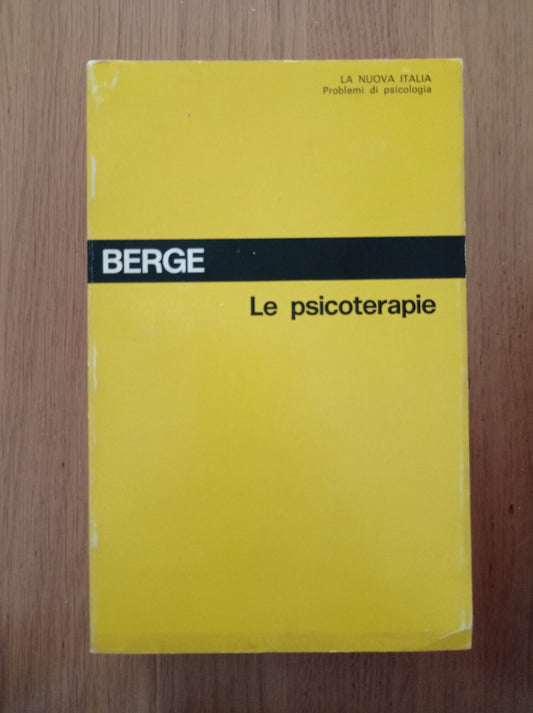 LA NUOVA ITALIA
Problemi di psicologia
BERGE
Le psicoterapie